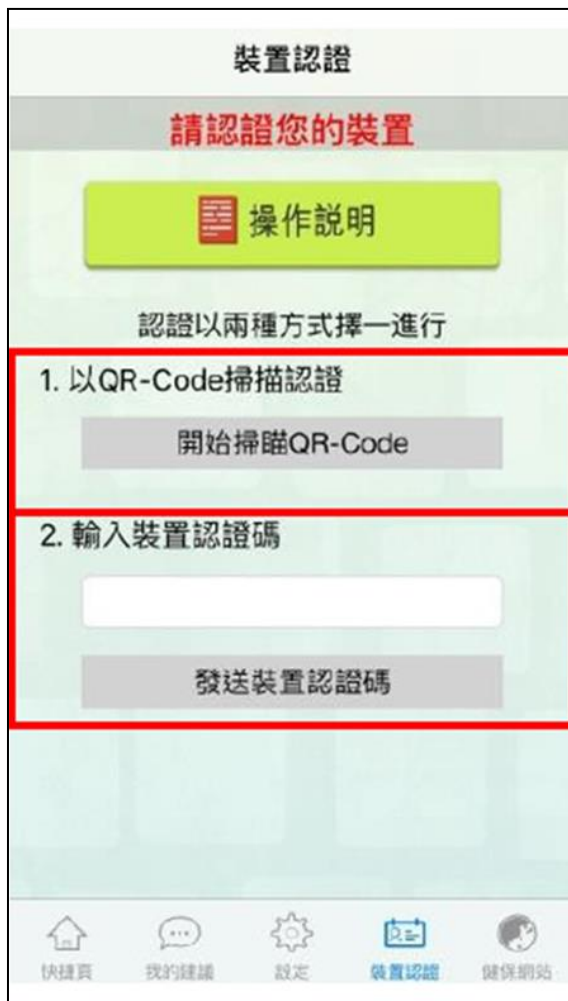 裝置認證
請認證您的裝置
操作説明
認證以兩種方式擇一進行
1. 以QR-Code掃描認證
開始掃瞄QR-Code
2. 輸入裝置認證碼
發送裝置認證碼
快捷頁 我的建議 設定 裝置認證 健保網站